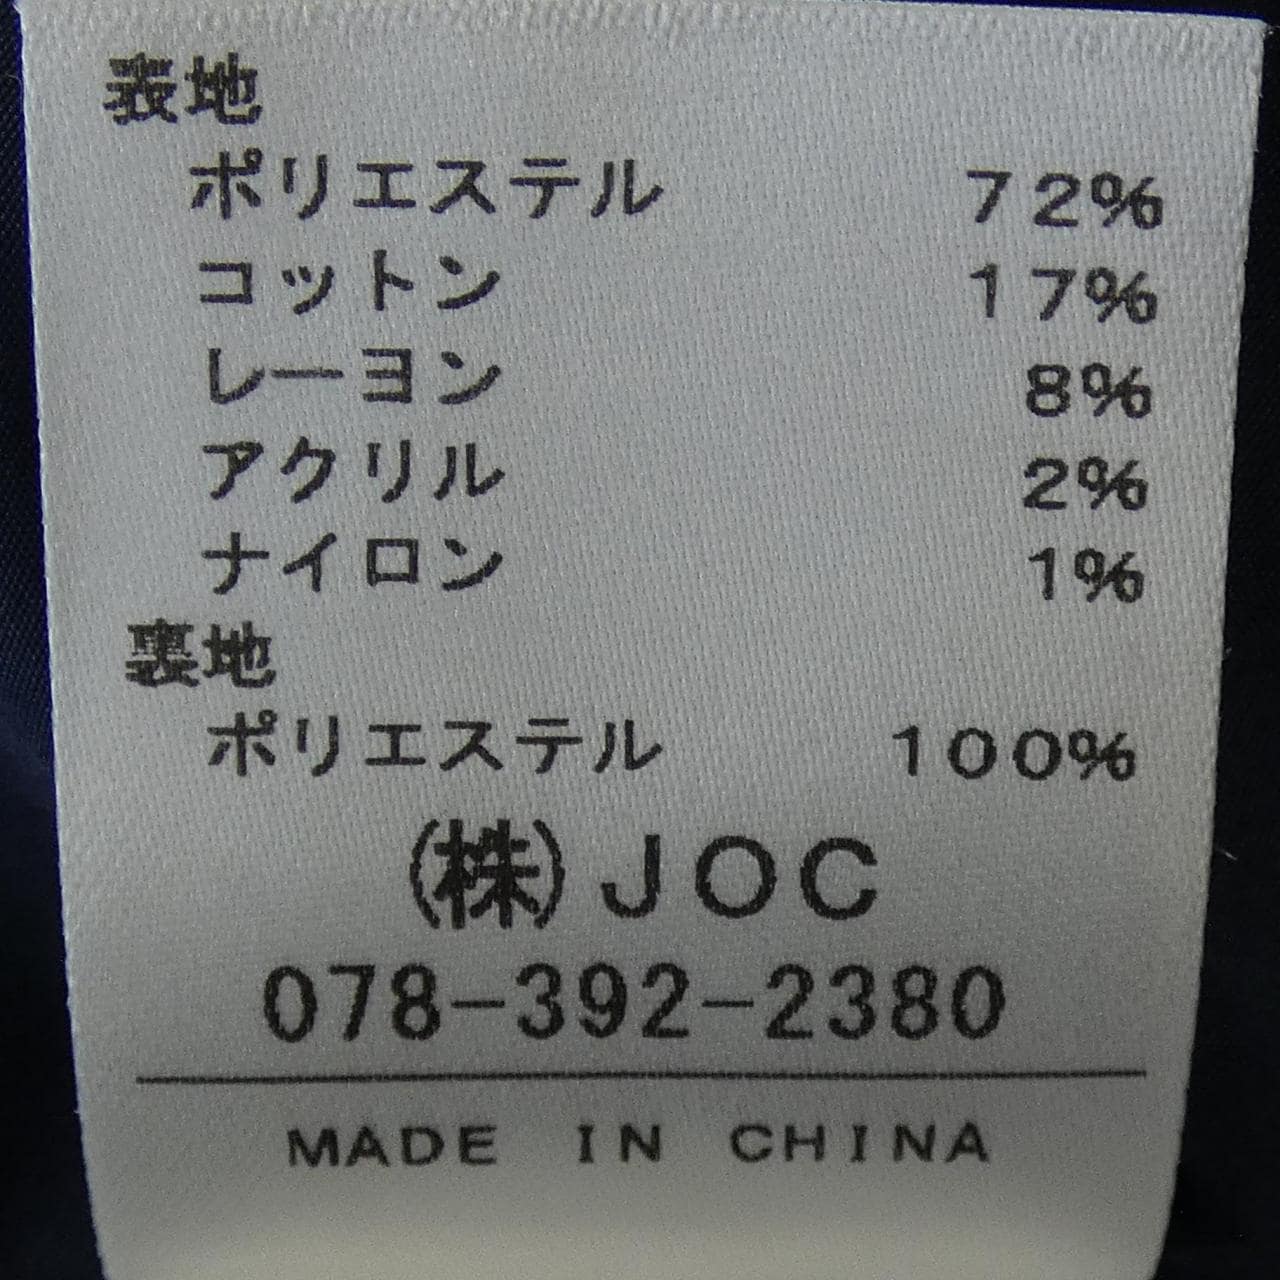 表地
ポリエステル 72%
コットン 17%
レーヨン 8%
アクリル 2%
ナイロン 1%
裏地
ポリエステル 100%
(株)JOC
078-392-2380
MADE IN CHINA